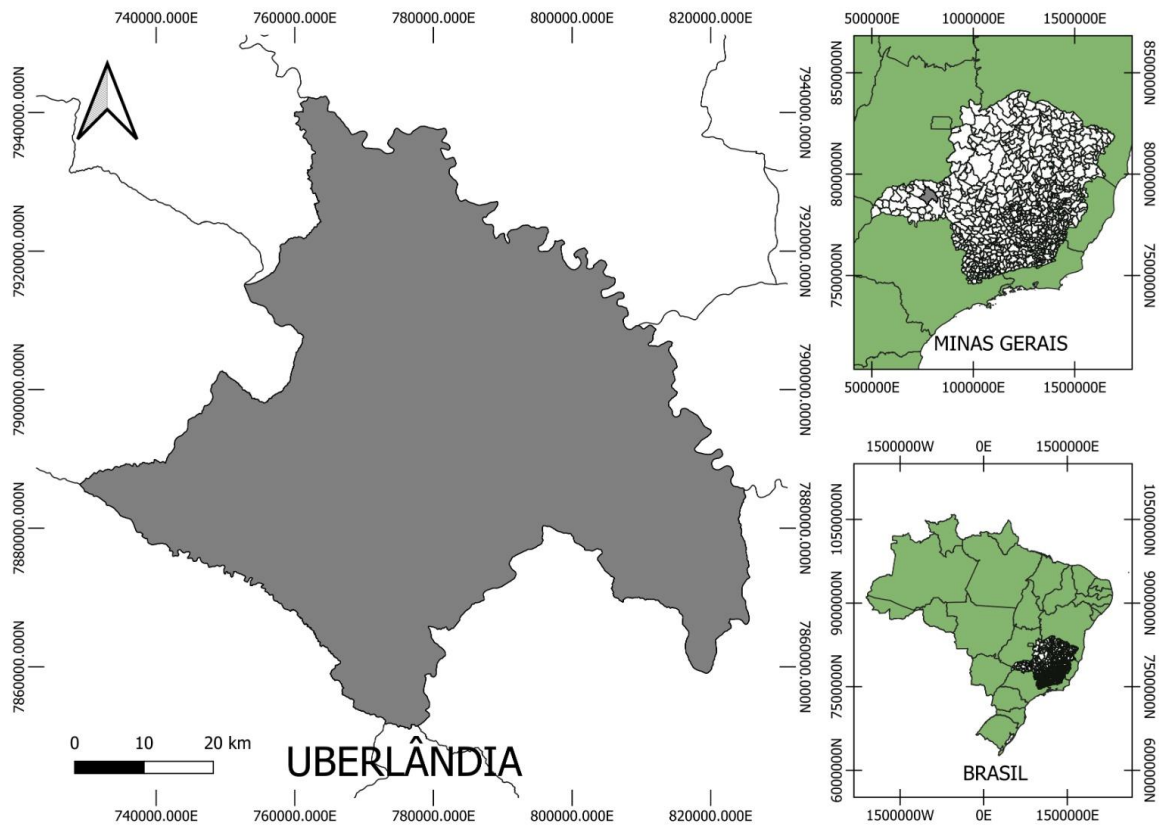 740000.000E 760000.000E 780000.000E 800000.000E 820000.000E
7940000.000N
7920000.000N
7900000.000N
7880000.000N
7860000.000N
7940000.000N
7920000.000N
7900000.000N
7880000.000N
7860000.000N
0 10 20 km
UBERLÂNDIA
740000.000E 760000.000E 780000.000E 800000.000E 820000.000E
500000E 1000000E 1500000E
8500000N
8000000N
7500000N
8500000N
8000000N
7500000N
MINAS GERAIS
500000E 1000000E 1500000E
1500000W 0E 1500000E
10500000N
9000000N
7500000N
6000000N
10500000N
9000000N
7500000N
6000000N
BRASIL
1500000W 0E 1500000E